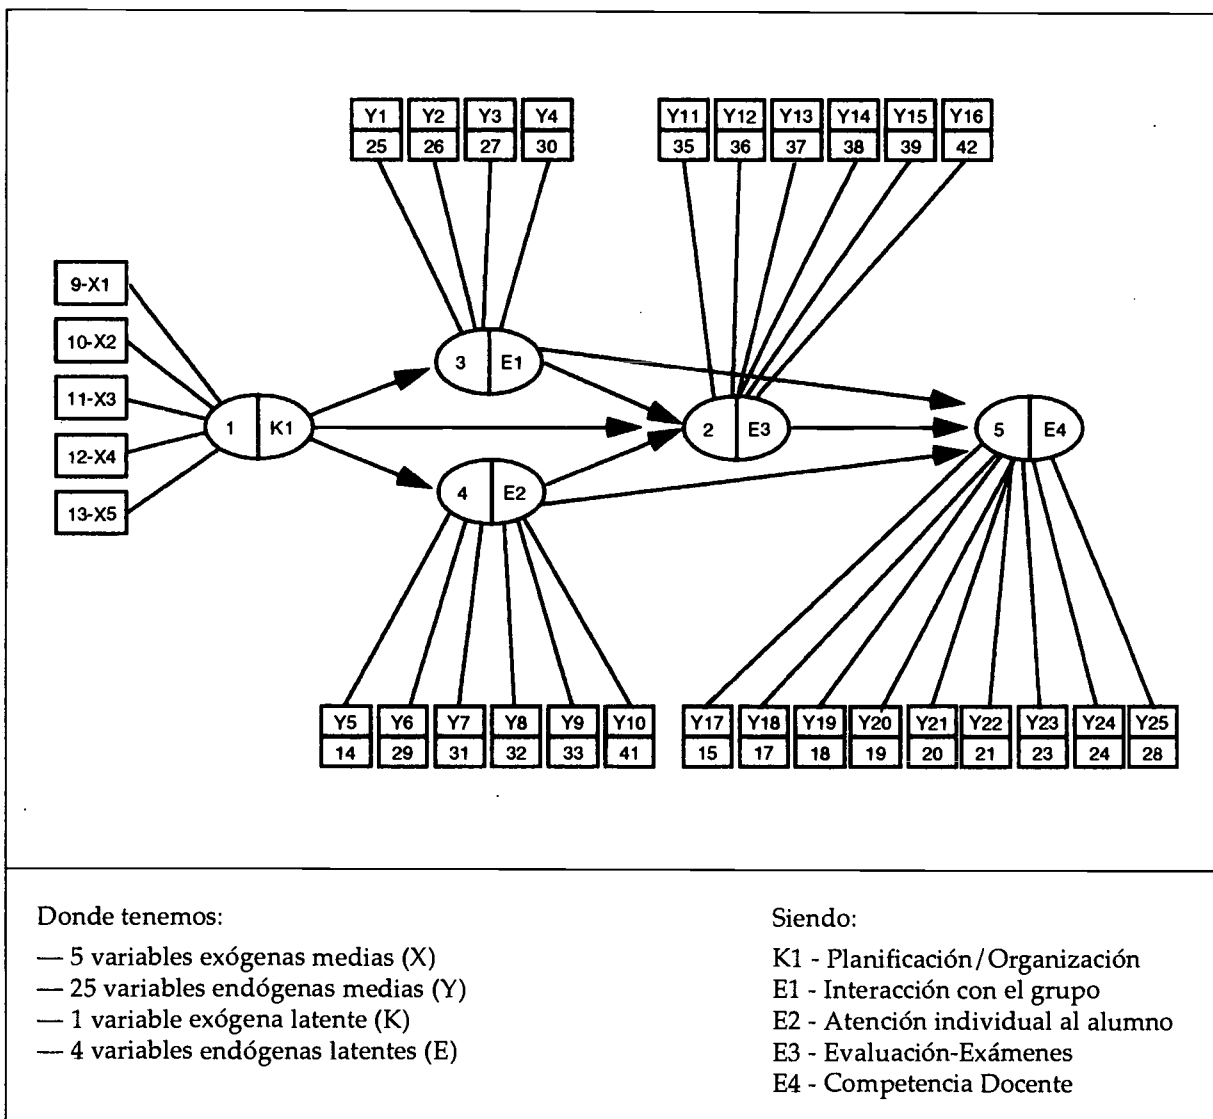 Y1 Y2 Y3 Y4
25 26 27 30
Y11 Y12 Y13 Y14 Y15 Y16
35 36 37 38 39 42
9-X1
10-X2
11-X3
12-X4
13-X5
3 E1
1 K1
2 E3
5 E4
4 E2
Y5 Y6 Y7 Y8 Y9 Y10
14 29 31 32 33 41
Y17 Y18 Y19 Y20 Y21 Y22 Y23 Y24 Y25
15 17 18 19 20 21 23 24 28
Donde tenemos:
— 5 variables exógenas medias (X)
— 25 variables endógenas medias (Y)
— 1 variable exógena latente (K)
— 4 variables endógenas latentes (E)
Siendo:
K1 - Planificación/Organización
E1 - Interacción con el grupo
E2 - Atención individual al alumno
E3 - Evaluación-Exámenes
E4 - Competencia Docente